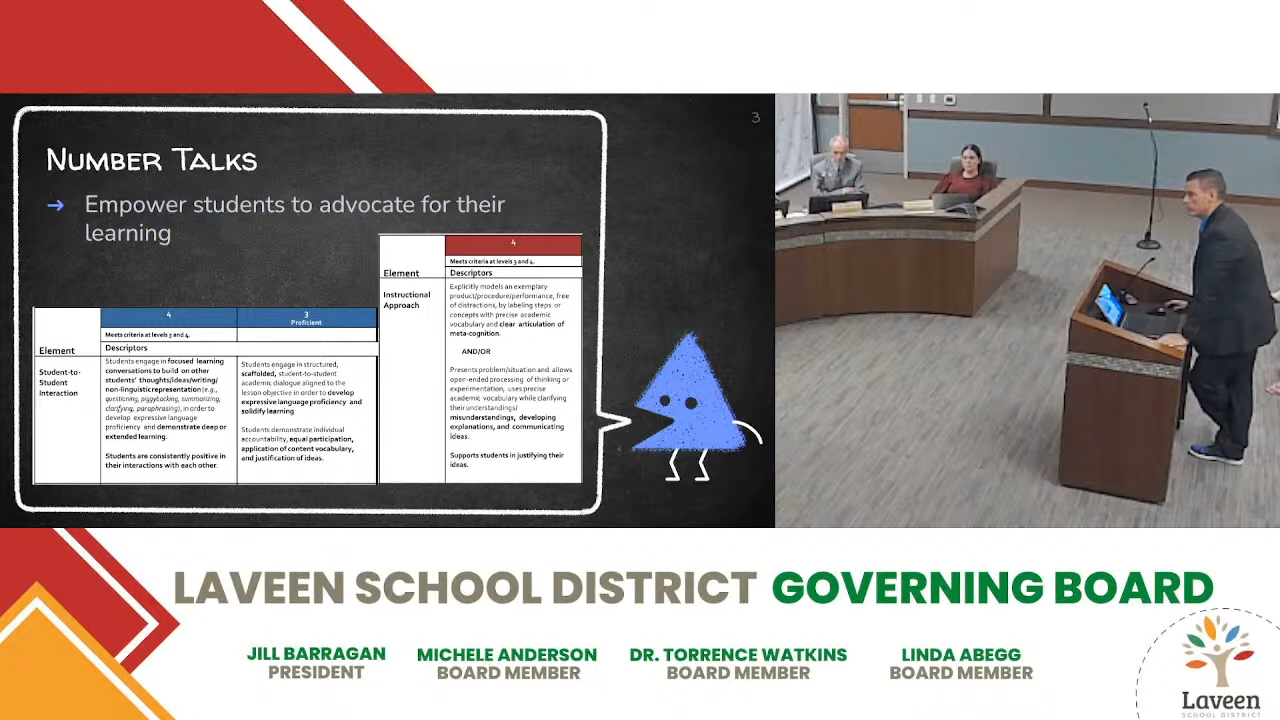 3
NUMBER TALKS
→ Empower students to advocate for their
learning
4
Meets criteria at levels 3 and 4.
Element
Descriptors
Instructional
Approach
Explicitly models an exemplary
product/procedure/performance, free
of distractions, by labeling steps or
concepts with precise academic
vocabulary and clear articulation of
meta-cognition.
AND/OR
Presents problem/situation and allows
open-ended processing of thinking or
experimentation; uses precise
academic vocabulary while clarifying
their understandings/
misunderstandings, developing
explanations, and communicating
ideas.
Supports students in justifying their
ideas.
4
3
Proficient
Meets criteria at levels 3 and 4.
Element
Descriptors
Student-to-
Student
Interaction
Students engage in focused learning
conversations to build on other
students' thoughts/ideas/writing/
non-linguistic representation (e.g.,
questioning, piggybacking, summarizing,
clarifying, paraphrasing), in order to
develop expressive language
proficiency and demonstrate deep or
extended learning.
Students are consistently positive in
their interactions with each other.
Students engage in structured,
scaffolded, student-to-student
academic dialogue aligned to the
lesson objective in order to develop
expressive language proficiency and
solidify learning.
Students demonstrate individual
accountability, equal participation,
application of content vocabulary,
and justification of ideas.
LAVEEN SCHOOL DISTRICT GOVERNING BOARD
JILL BARRAGAN
PRESIDENT
MICHELE ANDERSON
BOARD MEMBER
DR. TORRENCE WATKINS
BOARD MEMBER
LINDA ABEGG
BOARD MEMBER
Laveen
SCHOOL DISTRICT